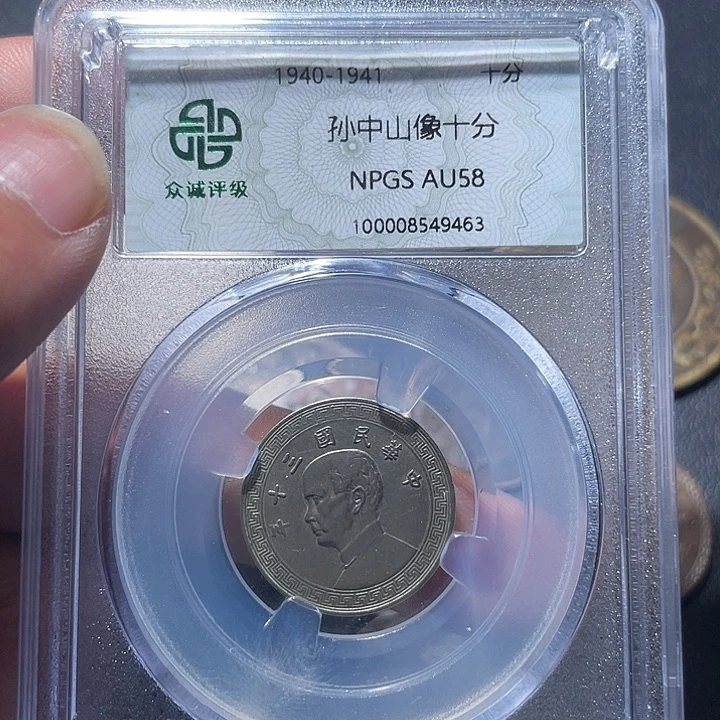 1940-1941 十分
孙中山像十分
NPGS AU58
众诚评级
100008549463
年十三國民華中